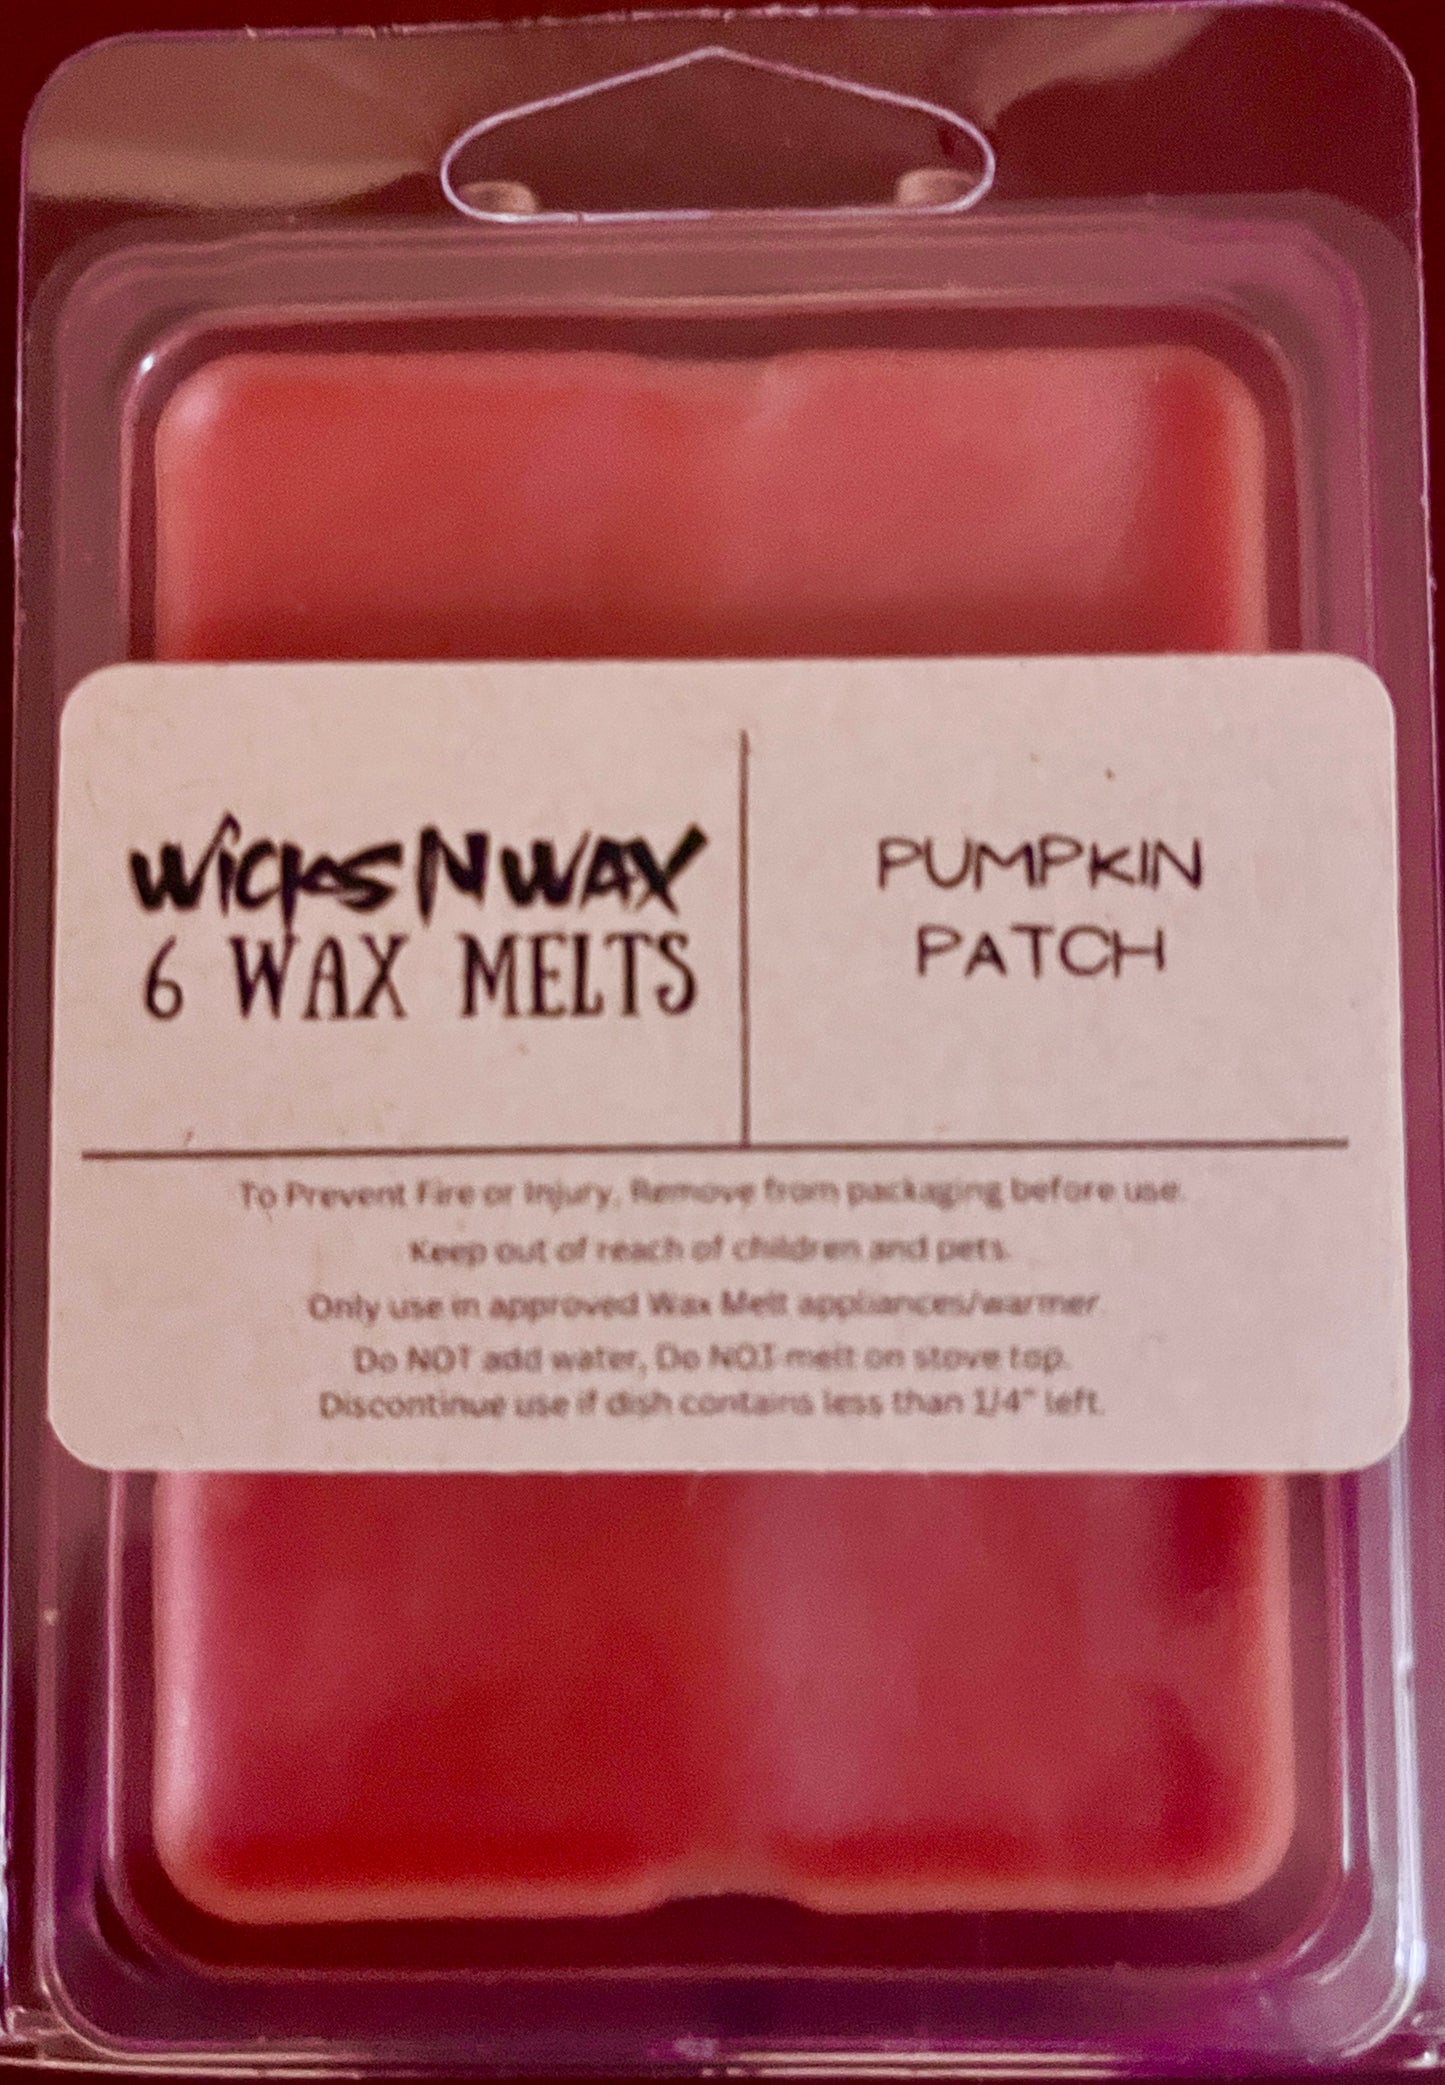 Wicks N WAX
6 WAX MELTS
PUMPKIN
PATCH
To Prevent Fire or Injury, Remove from packaging before use.
Keep out of reach of children and pets.
Only use in approved Wax Melt appliances/warmer.
Do NOT add water, Do NOT melt on stove top.
Discontinue use if dish contains less than 1/4" left.